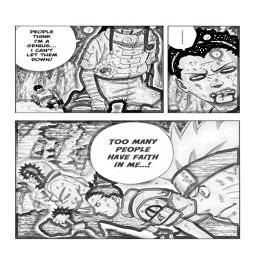 PEOPLE
THINK
I'M A
GENIUS...
I CAN'T
LET THEM
DOWN!
..........
TOO MANY
PEOPLE
HAVE FAITH
IN ME...!